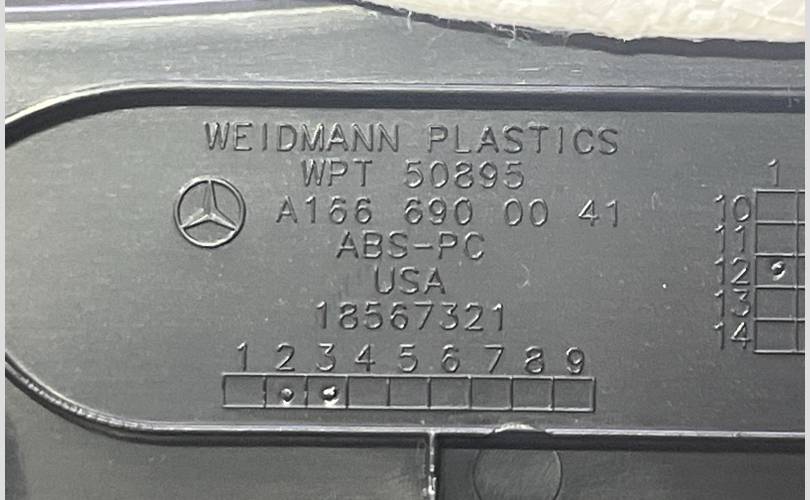 WEIDMANN PLASTICS
WPT 50895
A166 690 00 41
ABS-PC
USA
18567321
1 2 3 4 5 6 7 8 9
1
10
11
12
13
14